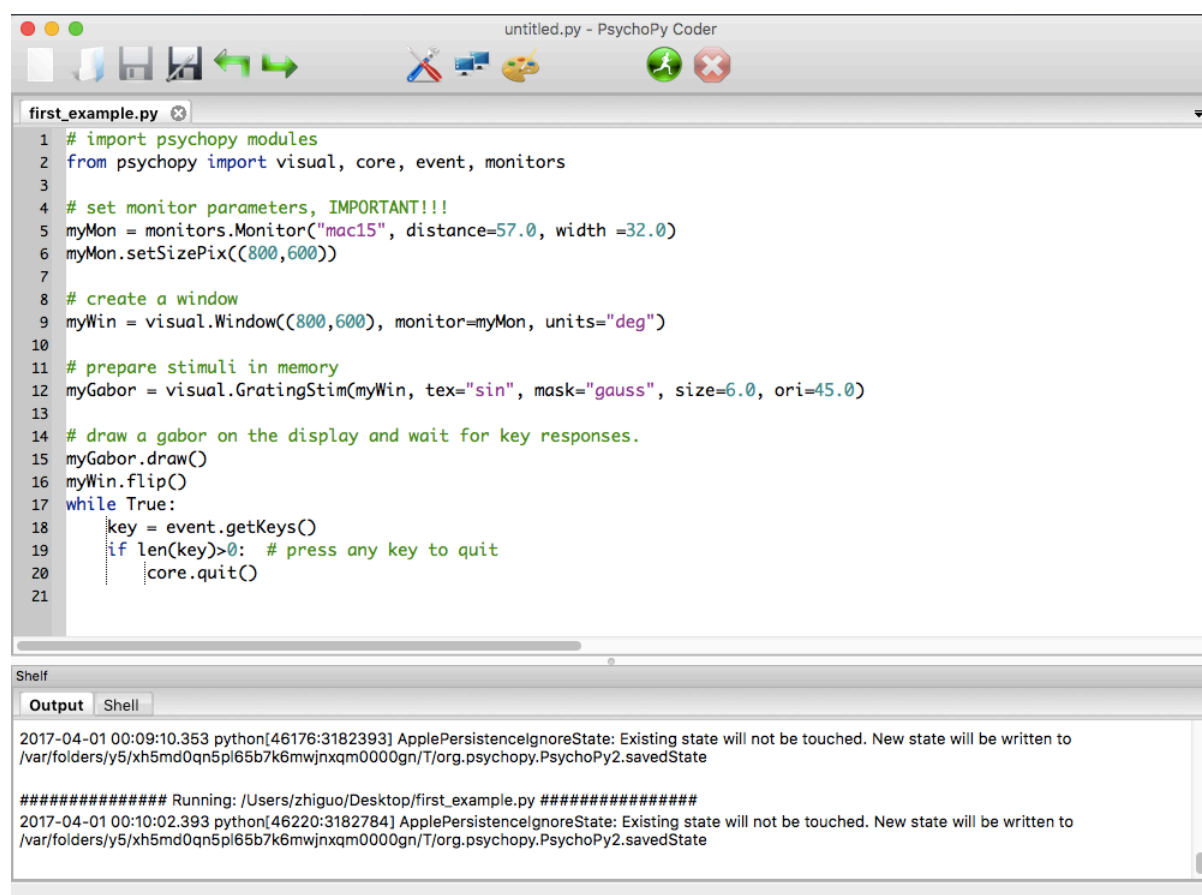 untitled.py - PsychoPy Coder
first_example.py
1 # import psychopy modules
2 from psychopy import visual, core, event, monitors
3
4 # set monitor parameters, IMPORTANT!!!
5 myMon = monitors.Monitor("mac15", distance=57.0, width =32.0)
6 myMon.setSizePix((800,600))
7
8 # create a window
9 myWin = visual.Window((800,600), monitor=myMon, units="deg")
10
11 # prepare stimuli in memory
12 myGabor = visual.GratingStim(myWin, tex="sin", mask="gauss", size=6.0, ori=45.0)
13
14 # draw a gabor on the display and wait for key responses.
15 myGabor.draw()
16 myWin.flip()
17 while True:
18     key = event.getKeys()
19     if len(key)>0:  # press any key to quit
20         core.quit()
21
Shelf
Output Shell
2017-04-01 00:09:10.353 python[46176:3182393] ApplePersistenceIgnoreState: Existing state will not be touched. New state will be written to
/var/folders/y5/xh5md0qn5pl65b7k6mwjnxqm0000gn/T/org.psychopy.PsychoPy2.savedState
############### Running: /Users/zhiguo/Desktop/first_example.py ################
2017-04-01 00:10:02.393 python[46220:3182784] ApplePersistenceIgnoreState: Existing state will not be touched. New state will be written to
/var/folders/y5/xh5md0qn5pl65b7k6mwjnxqm0000gn/T/org.psychopy.PsychoPy2.savedState